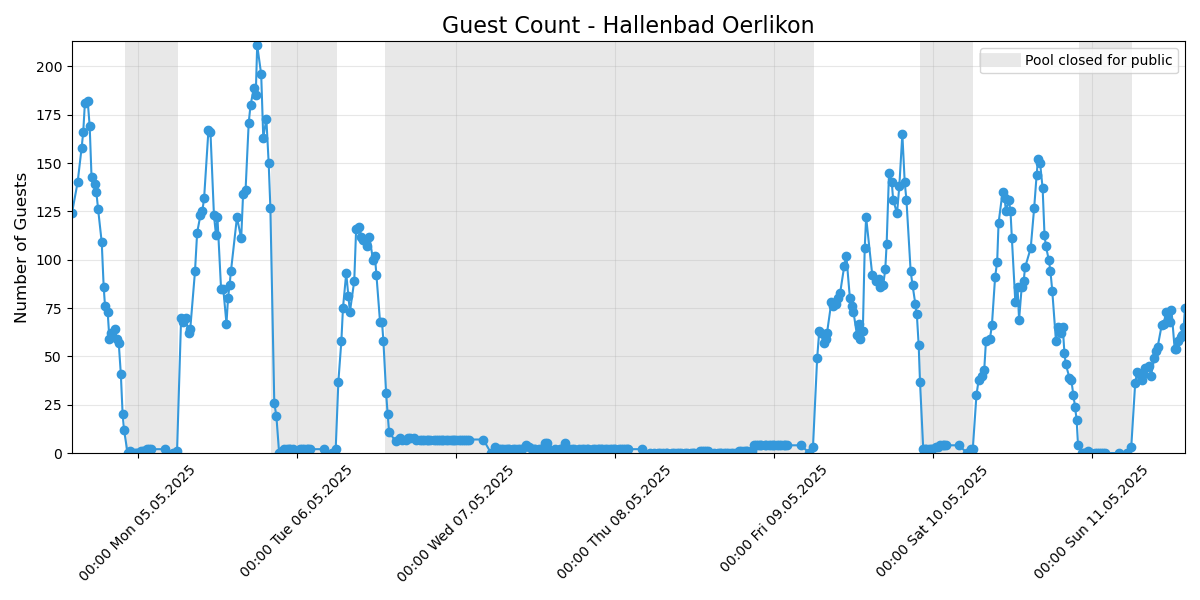 Guest Count - Hallenbad Oerlikon
Pool closed for public
Number of Guests
200
175
150
125
100
75
50
25
0
00:00 Mon 05.05.2025
00:00 Tue 06.05.2025
00:00 Wed 07.05.2025
00:00 Thu 08.05.2025
00:00 Fri 09.05.2025
00:00 Sat 10.05.2025
00:00 Sun 11.05.2025